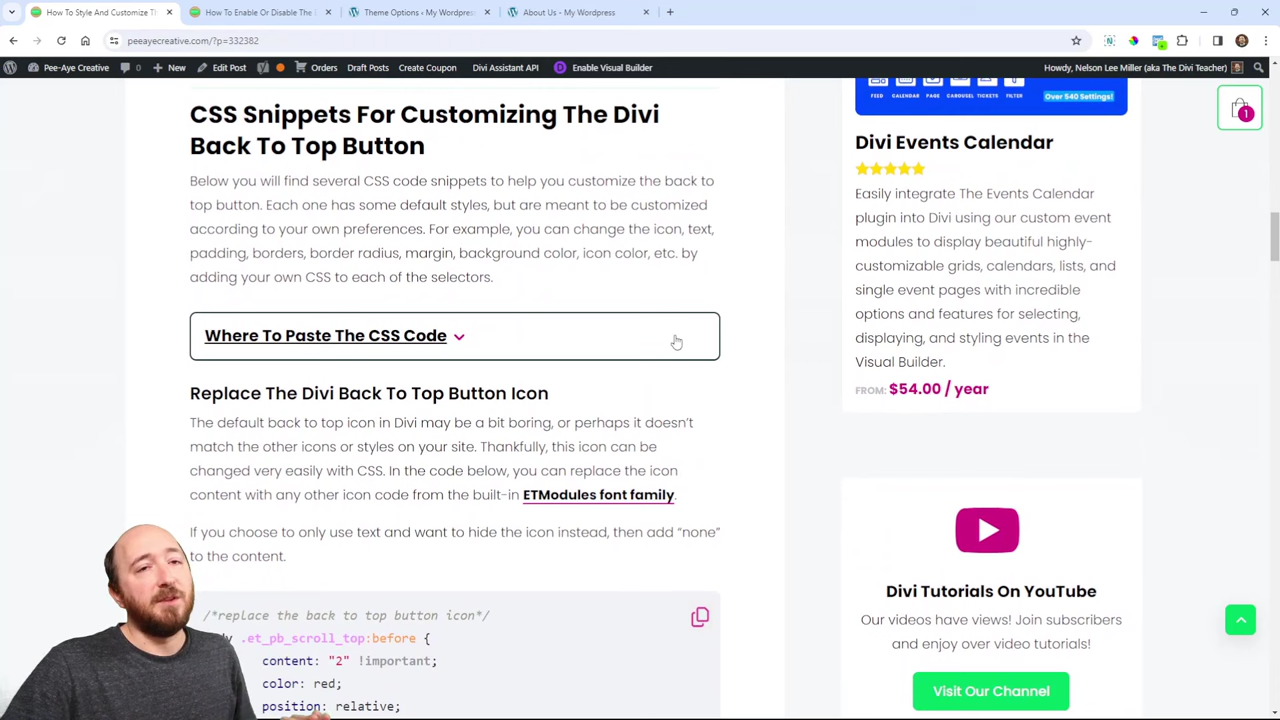 How To Style And Customize Th
How To Enable Or Disable The
Theme Options ‹ My Wordpres
About Us - My Wordpress
peeayecreative.com/?p=332382
Pee-Aye Creative
0
New
Edit Post
Orders
Draft Posts
Create Coupon
Divi Assistant API
Enable Visual Builder
Howdy, Nelson Lee Miller (aka The Divi Teacher)
CSS Snippets For Customizing The Divi
Back To Top Button
Below you will find several CSS code snippets to help you customize the back to
top button. Each one has some default styles, but are meant to be customized
according to your own preferences. For example, you can change the icon, text,
padding, borders, border radius, margin, background color, icon color, etc. by
adding your own CSS to each of the selectors.
Where To Paste The CSS Code
Replace The Divi Back To Top Button Icon
The default back to top icon in Divi may be a bit boring, or perhaps it doesn't
match the other icons or styles on your site. Thankfully, this icon can be
changed very easily with CSS. In the code below, you can replace the icon
content with any other icon code from the built-in ETModules font family.
If you choose to only use text and want to hide the icon instead, then add “none”
to the content.
/*replace the back to top button icon*/
.et_pb_scroll_top:before {
content: "2" !important;
color: red;
position: relative;
FEED CALENDAR PAGE CAROUSEL TICKETS FILTER
Over 540 Settings!
Divi Events Calendar
Easily integrate The Events Calendar
plugin into Divi using our custom event
modules to display beautiful highly-
customizable grids, calendars, lists, and
single event pages with incredible
options and features for selecting,
displaying, and styling events in the
Visual Builder.
FROM: $54.00 / year
Divi Tutorials On YouTube
Our videos have views! Join subscribers
and enjoy over video tutorials!
Visit Our Channel
1